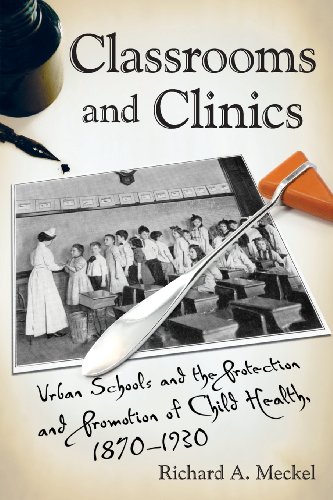 Classrooms
and Clinics
Urban Schools and the Protection
and Promotion of Child Health,
1870–1930
Richard A. Meckel